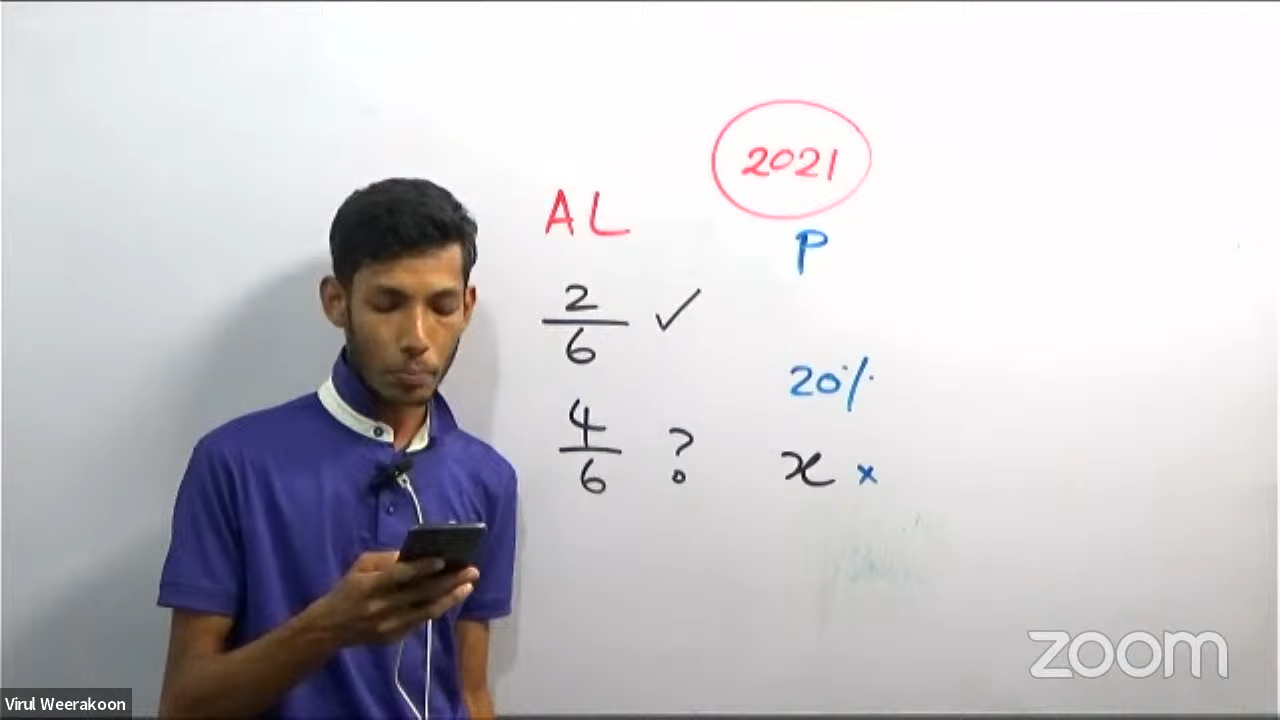 2021
AL
P
2/6 ✓
20%
4/6 ?
x ×
zoom
Virul Weerakoon